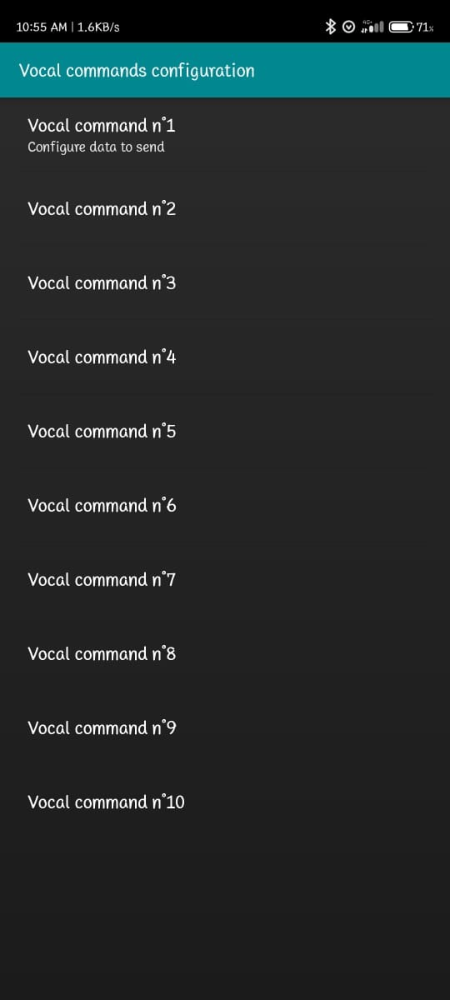 10:55 AM | 1.6KB/s 4G+ 71%
Vocal commands configuration
Vocal command n°1
Configure data to send
Vocal command n°2
Vocal command n°3
Vocal command n°4
Vocal command n°5
Vocal command n°6
Vocal command n°7
Vocal command n°8
Vocal command n°9
Vocal command n°10